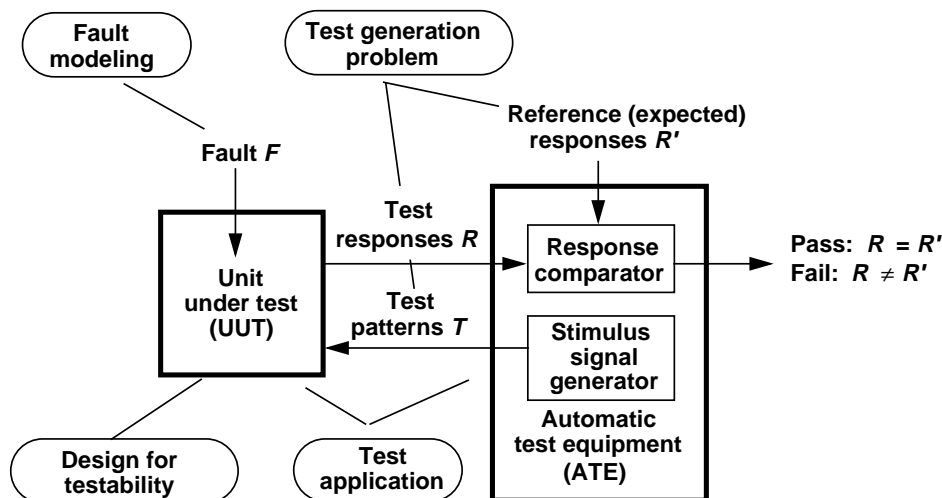 Fault
modeling
Test generation
problem
Reference (expected)
responses R'
Fault F
Test
responses R
Response
comparator
Pass: R = R'
Fail: R ≠ R'
Unit
under test
(UUT)
Test
patterns T
Stimulus
signal
generator
Automatic
test equipment
(ATE)
Design for
testability
Test
application